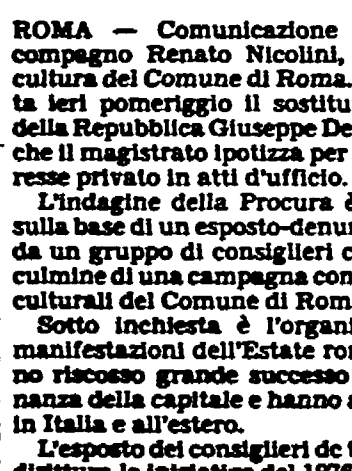 ROMA — Comunicazione
compagno Renato Nicolini,
cultura del Comune di Roma.
ta ieri pomeriggio il sostitu
della Repubblica Giuseppe De
che il magistrato ipotizza per
resse privato in atti d'ufficio.
L'indagine della Procura è
sulla base di un esposto-denun
da un gruppo di consiglieri c
culmine di una campagna con
culturali del Comune di Rom
Sotto inchiesta è l'organi
manifestazioni dell'Estate ro
no riscosso grande successo
nanza della capitale e hanno a
in Italia e all'estero.
L'esposto dei consiglieri dc